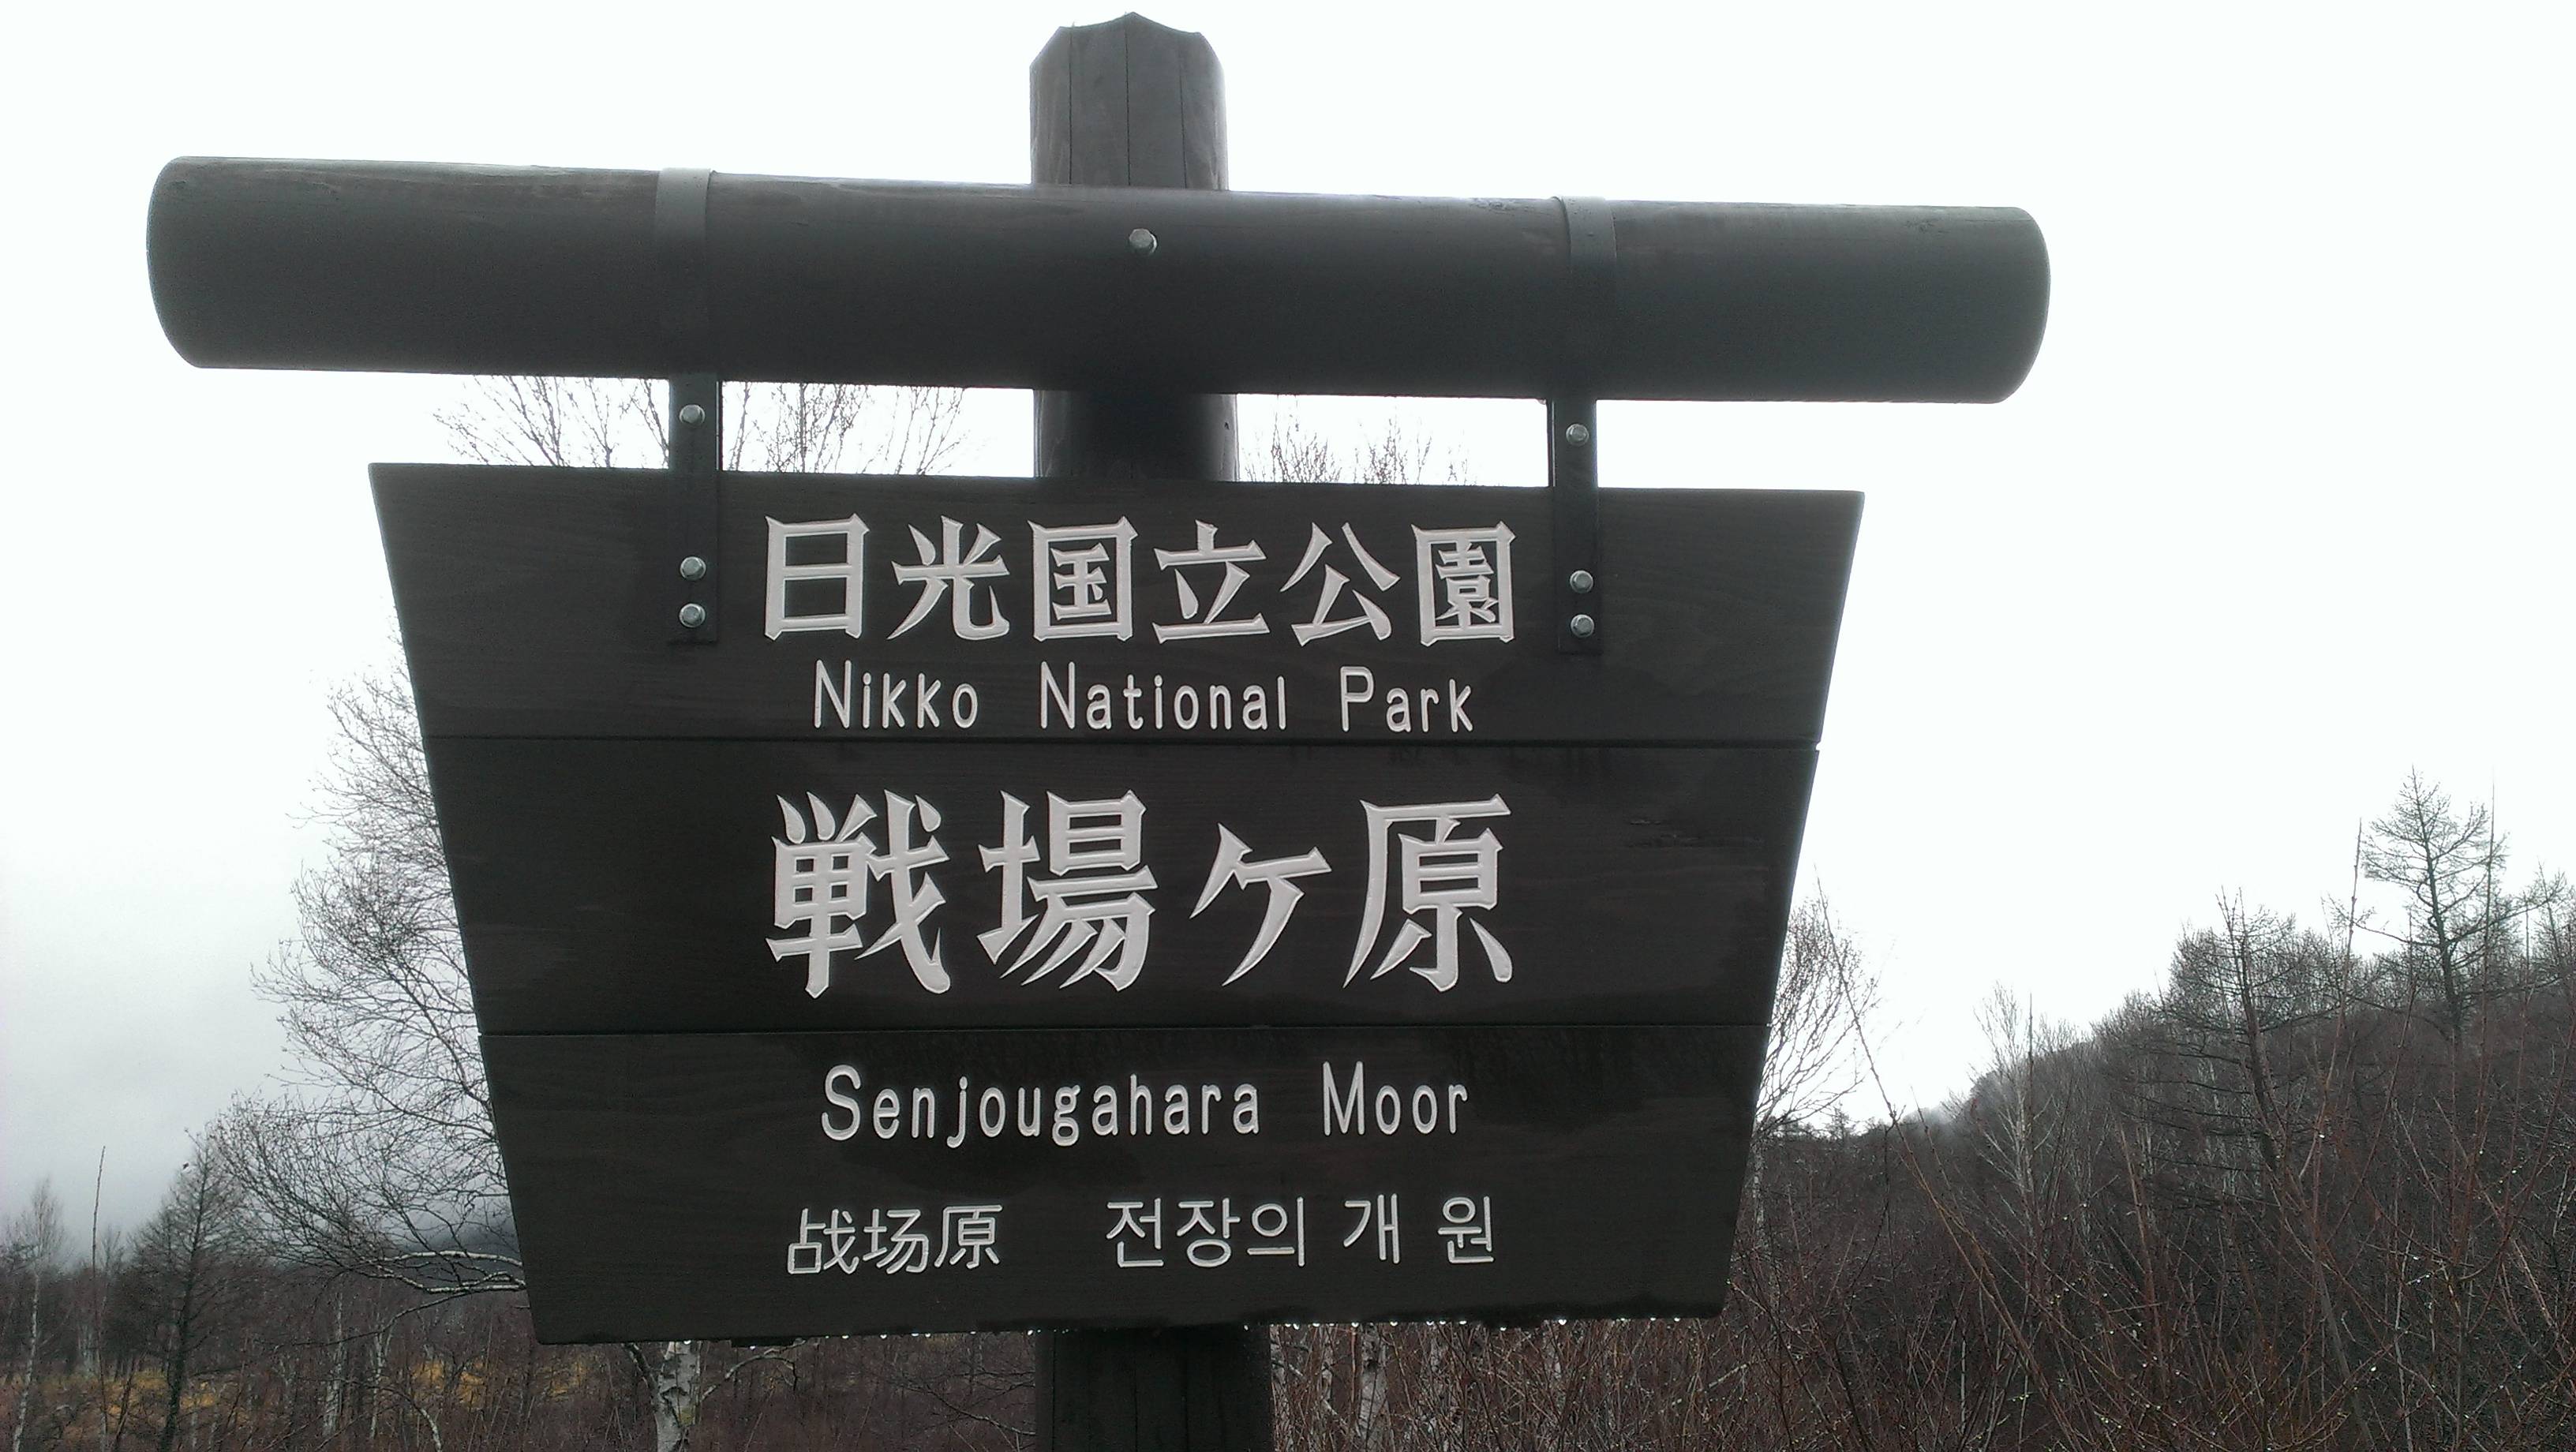 日光国立公園
Nikko National Park
戦場ケ原
Senjougahara Moor
战场原 전장의 개 원